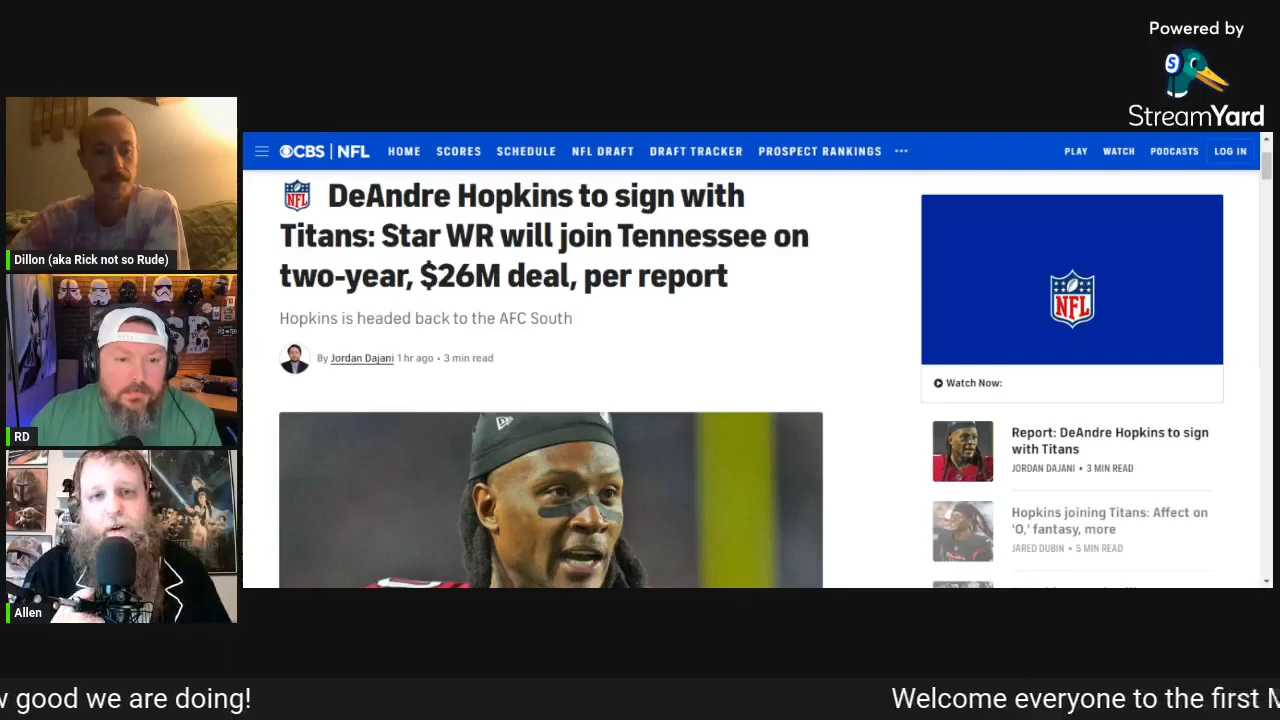 Powered by
StreamYard
CBS | NFL HOME SCORES SCHEDULE NFL DRAFT DRAFT TRACKER PROSPECT RANKINGS ••• PLAY WATCH PODCASTS LOG IN
NFL DeAndre Hopkins to sign with
Titans: Star WR will join Tennessee on
two-year, $26M deal, per report
Hopkins is headed back to the AFC South
By Jordan Dajani 1 hr ago • 3 min read
NFL
Watch Now:
Report: DeAndre Hopkins to sign
with Titans
JORDAN DAJANI • 3 MIN READ
Hopkins joining Titans: Affect on
'O,' fantasy, more
JARED DUBIN • 5 MIN READ
Dillon (aka Rick not so Rude)
SB
RD
Allen
good we are doing!
Welcome everyone to the first